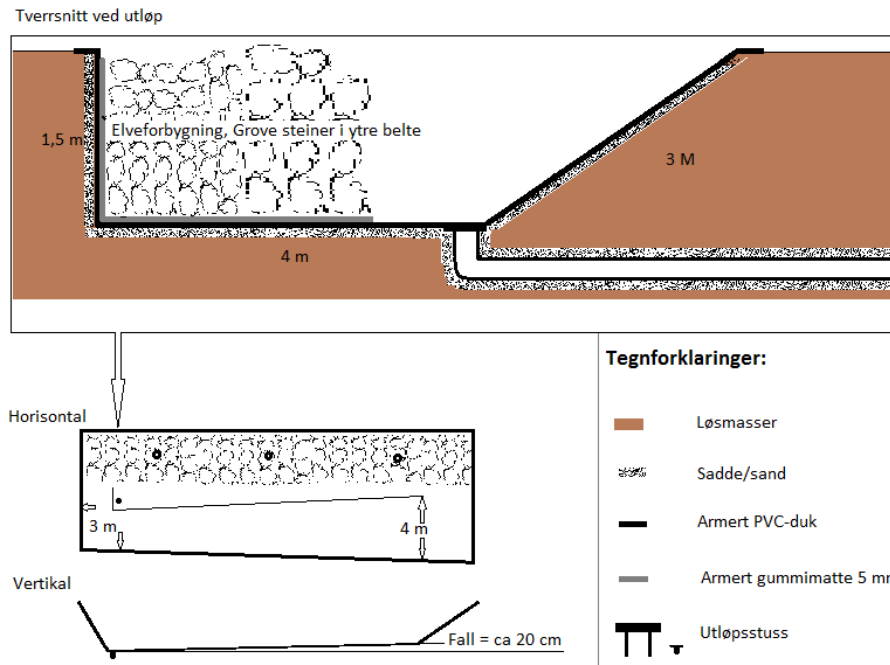 Tverrsnitt ved utløp
1,5 m
Elveforbygning, Grove steiner i ytre belte
3 M
4 m
Horisontal
3 m
4 m
Vertikal
Fall = ca 20 cm
Tegnforklaringer:
Løsmasser
Sadde/sand
Armert PVC-duk
Armert gummimatte 5 mm
Utløpsstuss